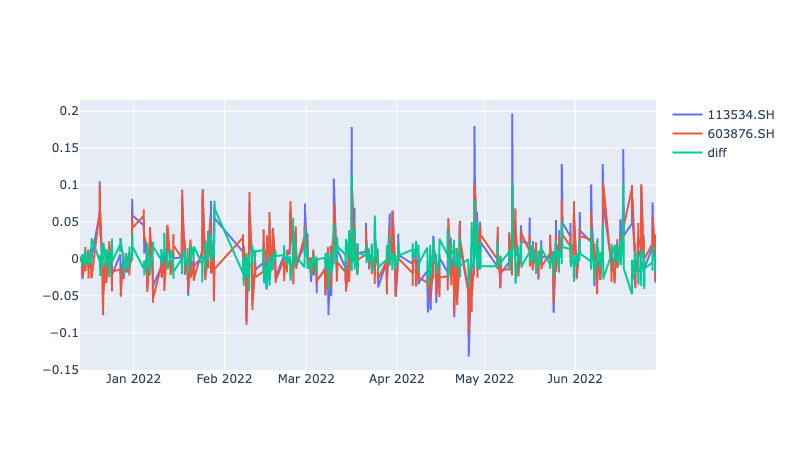 0.2
0.15
0.1
0.05
0
−0.05
−0.1
−0.15
Jan 2022
Feb 2022
Mar 2022
Apr 2022
May 2022
Jun 2022
113534.SH
603876.SH
diff